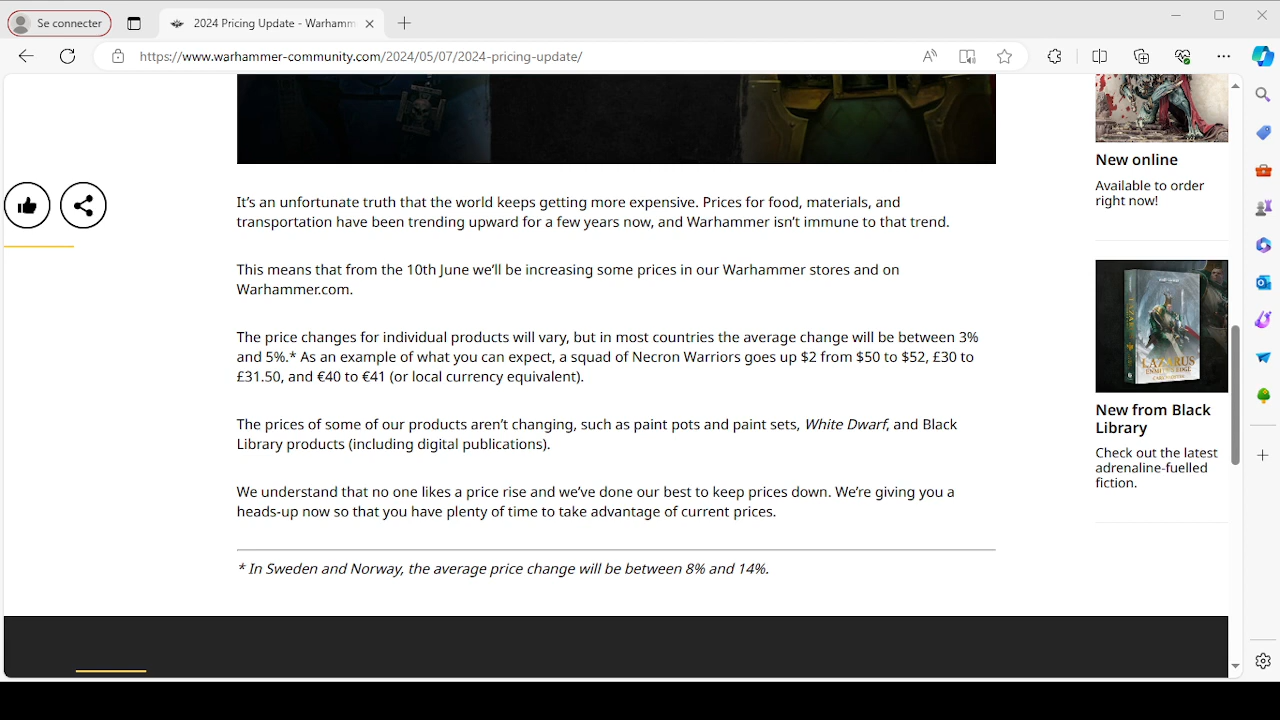 Se connecter
2024 Pricing Update - Warhamm
https://www.warhammer-community.com/2024/05/07/2024-pricing-update/
It's an unfortunate truth that the world keeps getting more expensive. Prices for food, materials, and
transportation have been trending upward for a few years now, and Warhammer isn't immune to that trend.
This means that from the 10th June we'll be increasing some prices in our Warhammer stores and on
Warhammer.com.
The price changes for individual products will vary, but in most countries the average change will be between 3%
and 5%.* As an example of what you can expect, a squad of Necron Warriors goes up $2 from $50 to $52, £30 to
£31.50, and €40 to €41 (or local currency equivalent).
The prices of some of our products aren't changing, such as paint pots and paint sets, White Dwarf, and Black
Library products (including digital publications).
We understand that no one likes a price rise and we've done our best to keep prices down. We're giving you a
heads-up now so that you have plenty of time to take advantage of current prices.
* In Sweden and Norway, the average price change will be between 8% and 14%.
New online
Available to order
right now!
LAZARUS
New from Black
Library
Check out the latest
adrenaline-fuelled
fiction.